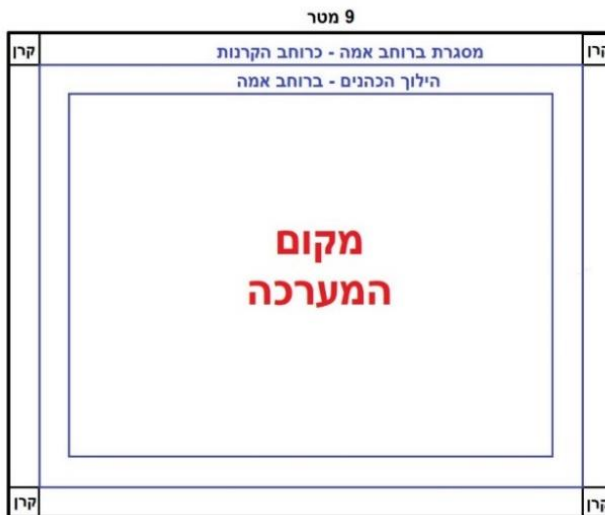 9 מטר
קרן
מסגרת ברוחב אמה - כרוחב הקרנות
קרן
הילוך הכהנים - ברוחב אמה
מקום
המערכה
קרן
קרן